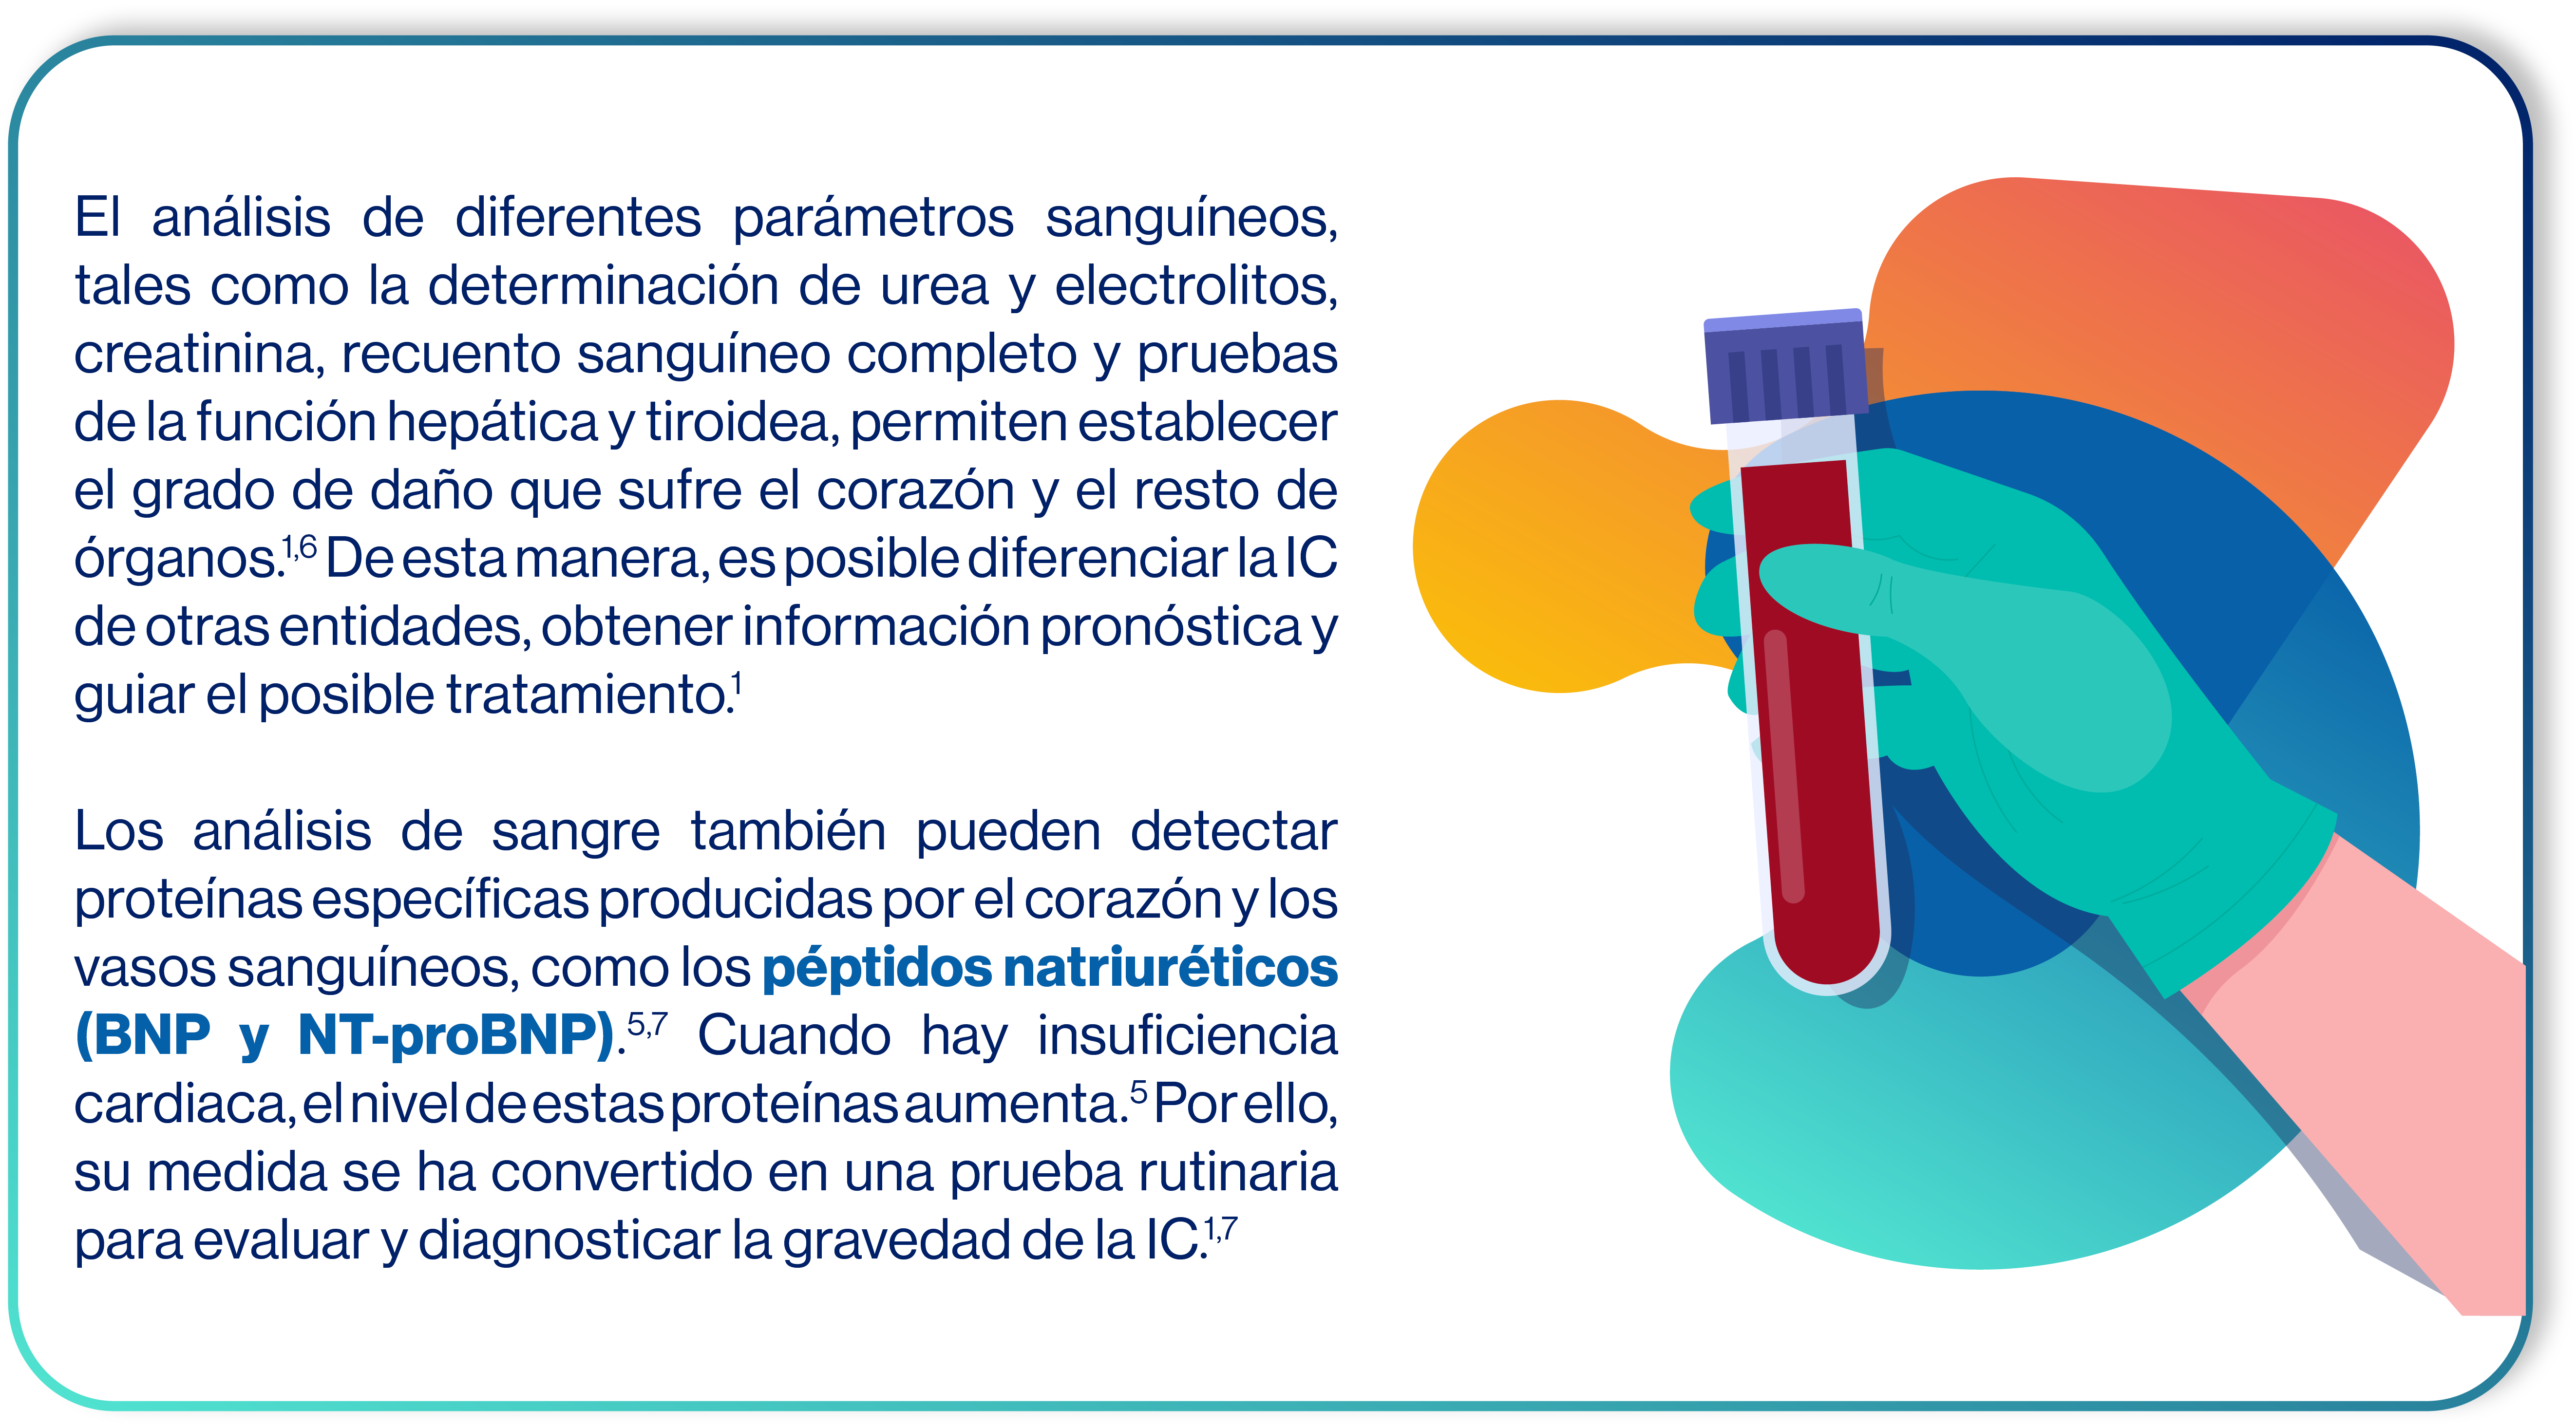 El análisis de diferentes parámetros sanguíneos,
tales como la determinación de urea y electrolitos,
creatinina, recuento sanguíneo completo y pruebas
de la función hepática y tiroidea, permiten establecer
el grado de daño que sufre el corazón y el resto de
órganos.1,6 De esta manera, es posible diferenciar la IC
de otras entidades, obtener información pronóstica y
guiar el posible tratamiento.1
Los análisis de sangre también pueden detectar
proteínas específicas producidas por el corazón y los
vasos sanguíneos, como los péptidos natriuréticos
(BNP y NT-proBNP).5,7 Cuando hay insuficiencia
cardiaca, el nivel de estas proteínas aumenta.5 Por ello,
su medida se ha convertido en una prueba rutinaria
para evaluar y diagnosticar la gravedad de la IC.1,7